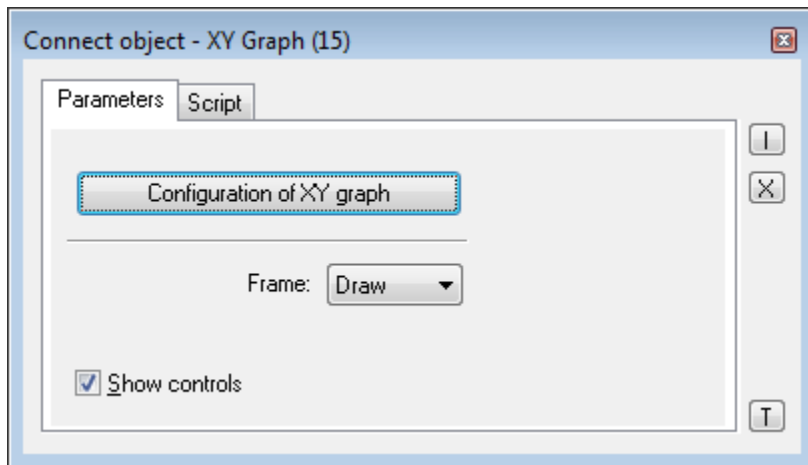 Connect object - XY Graph (15)
Parameters
Script
I
Configuration of XY graph
X
Frame:
Draw
Show controls
T